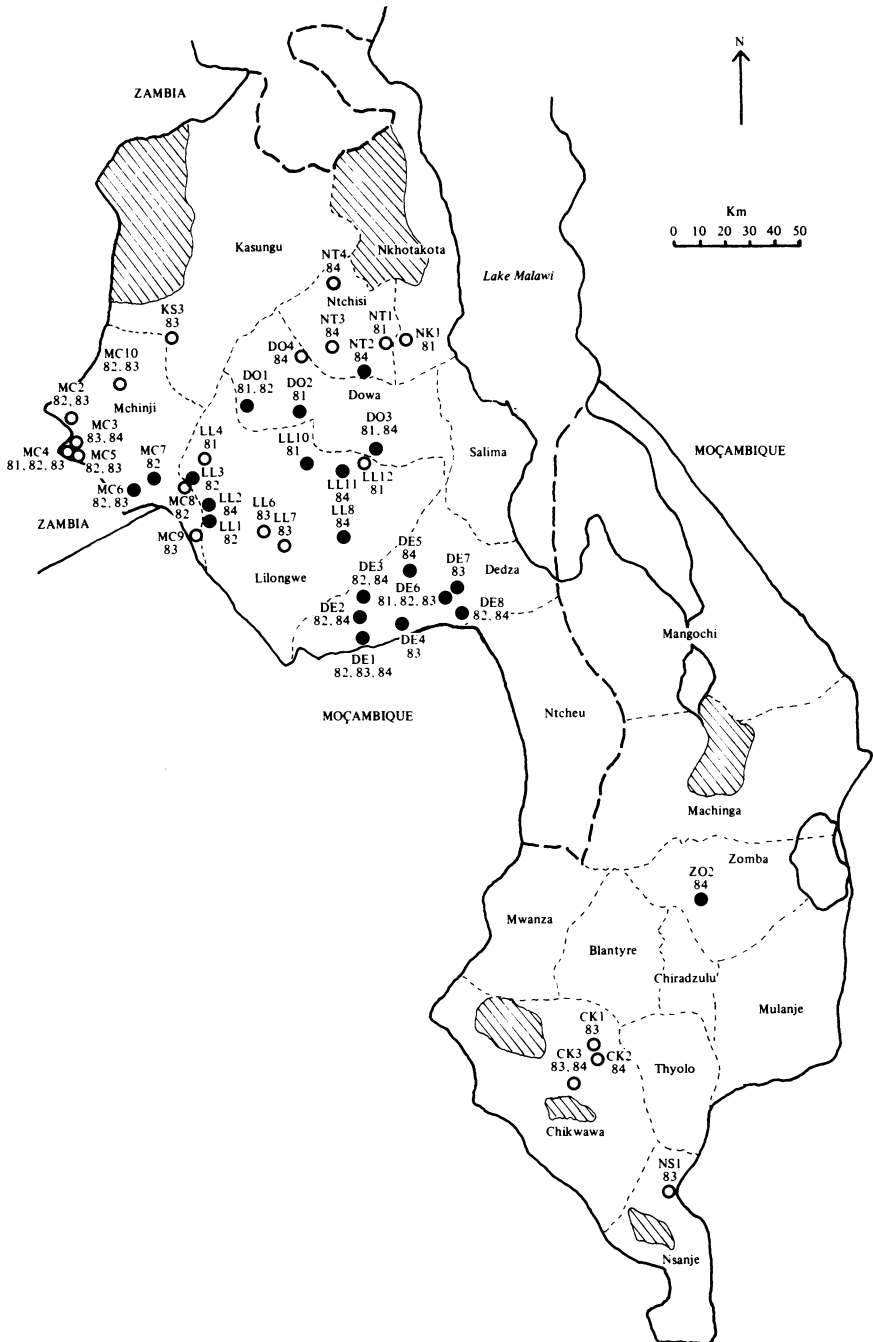 N
ZAMBIA
Km
0 10 20 30 40 50
Kasungu
Nkhotakota
NT4
84
Lake Malawi
Ntchisi
KS3
83
NT3
84
NT1
81
NK1
81
DO4
84
NT2
84
MC10
82, 83
MC2
82, 83
Mchinji
DO1
81, 82
DO2
81
Dowa
MC3
83, 84
DO3
81, 84
MOÇAMBIQUE
LL4
81
LL10
81
Salima
MC4
81, 82, 83
MC5
82, 83
MC7
82
LL3
82
LL12
81
LL11
84
MC6
82, 83
MC8
82
LL2
84
LL6
83
LL7
83
LL8
84
ZAMBIA
LL1
82
MC9
83
DE5
84
DE7
83
Dedza
Lilongwe
DE3
82, 84
DE6
81, 82, 83
DE2
82, 84
DE8
82, 84
DE4
83
DE1
82, 83, 84
Mangochi
MOÇAMBIQUE
Ntcheu
Machinga
Zomba
ZO2
84
Mwanza
Blantyre
Chiradzulu
Mulanje
CK1
83
CK3
83, 84
CK2
84
Thyolo
Chikwawa
NS1
83
Nsanje